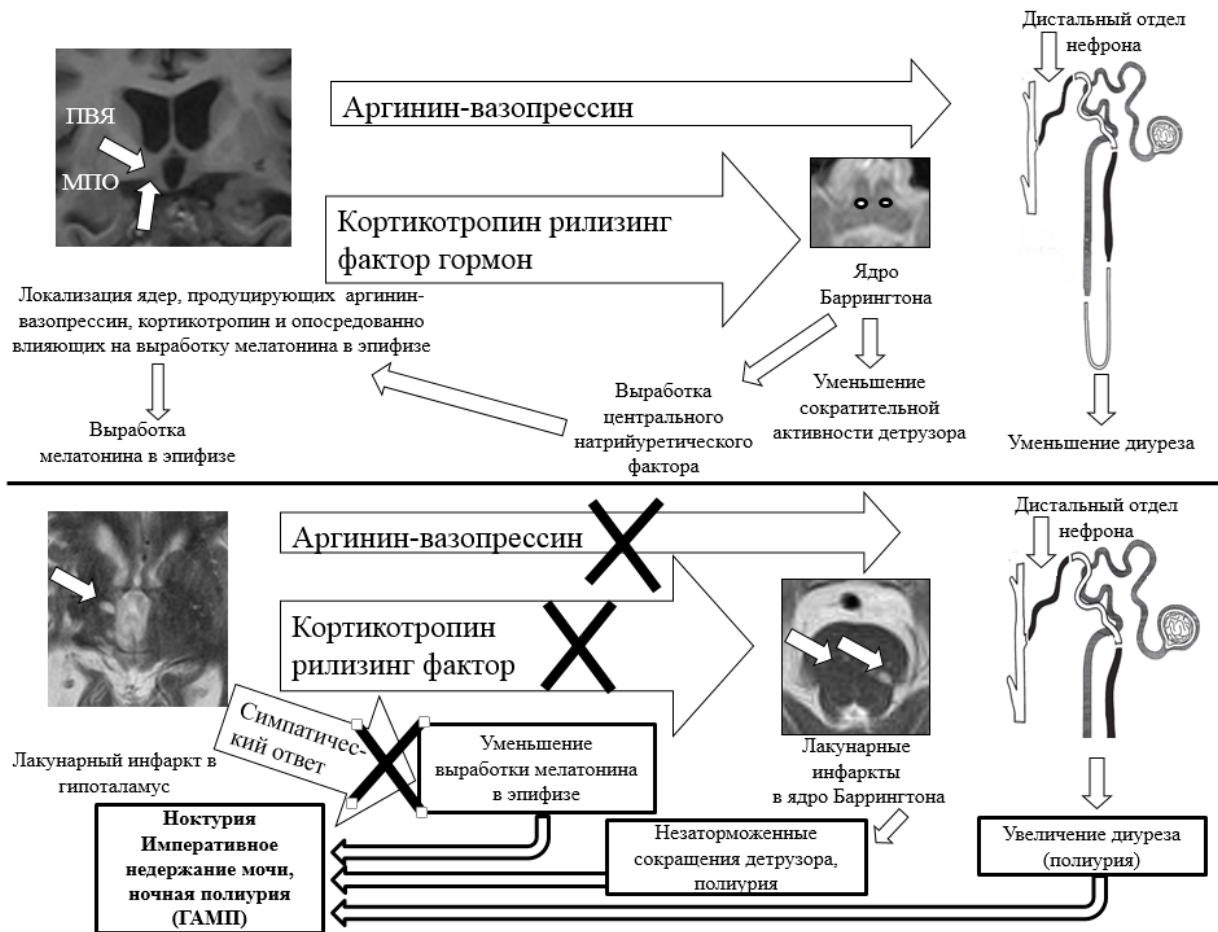 Дистальный отдел
нефрона
ПВЯ
МПО
Аргинин-вазопрессин
Кортикотропин рилизинг
фактор гормон
Ядро
Баррингтона
Локализация ядер, продуцирующих аргинин-
вазопрессин, кортикотропин и опосредованно
влияющих на выработку мелатонина в эпифизе
Выработка
мелатонина в эпифизе
Выработка
центрального
натрийуретического
фактора
Уменьшение
сократительной
активности детрузора
Уменьшение диуреза
Дистальный отдел
нефрона
Аргинин-вазопрессин
Кортикотропин
рилизинг фактор
Симпатичес-
кий ответ
Лакунарный инфаркт в
гипоталамус
Уменьшение
выработки мелатонина
в эпифизе
Лакунарные
инфаркты
в ядро Баррингтона
Ноктурия
Императивное
недержание мочи,
ночная полиурия
(ГАМП)
Незаторможенные
сокращения детрузора,
полиурия
Увеличение диуреза
(полиурия)